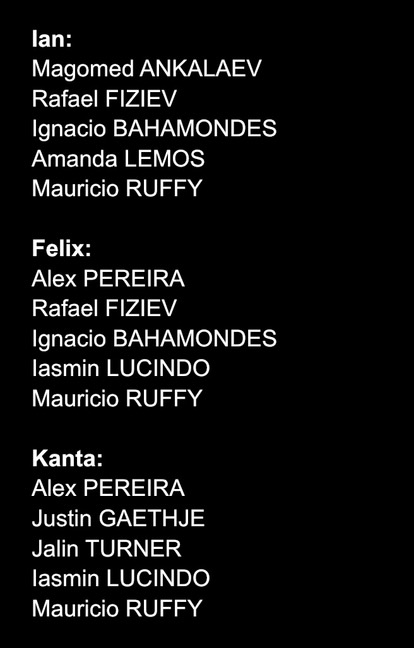 Ian:
Magomed ANKALAEV
Rafael FIZIEV
Ignacio BAHAMONDES
Amanda LEMOS
Mauricio RUFFY
Felix:
Alex PEREIRA
Rafael FIZIEV
Ignacio BAHAMONDES
Iasmin LUCINDO
Mauricio RUFFY
Kanta:
Alex PEREIRA
Justin GAETHJE
Jalin TURNER
Iasmin LUCINDO
Mauricio RUFFY